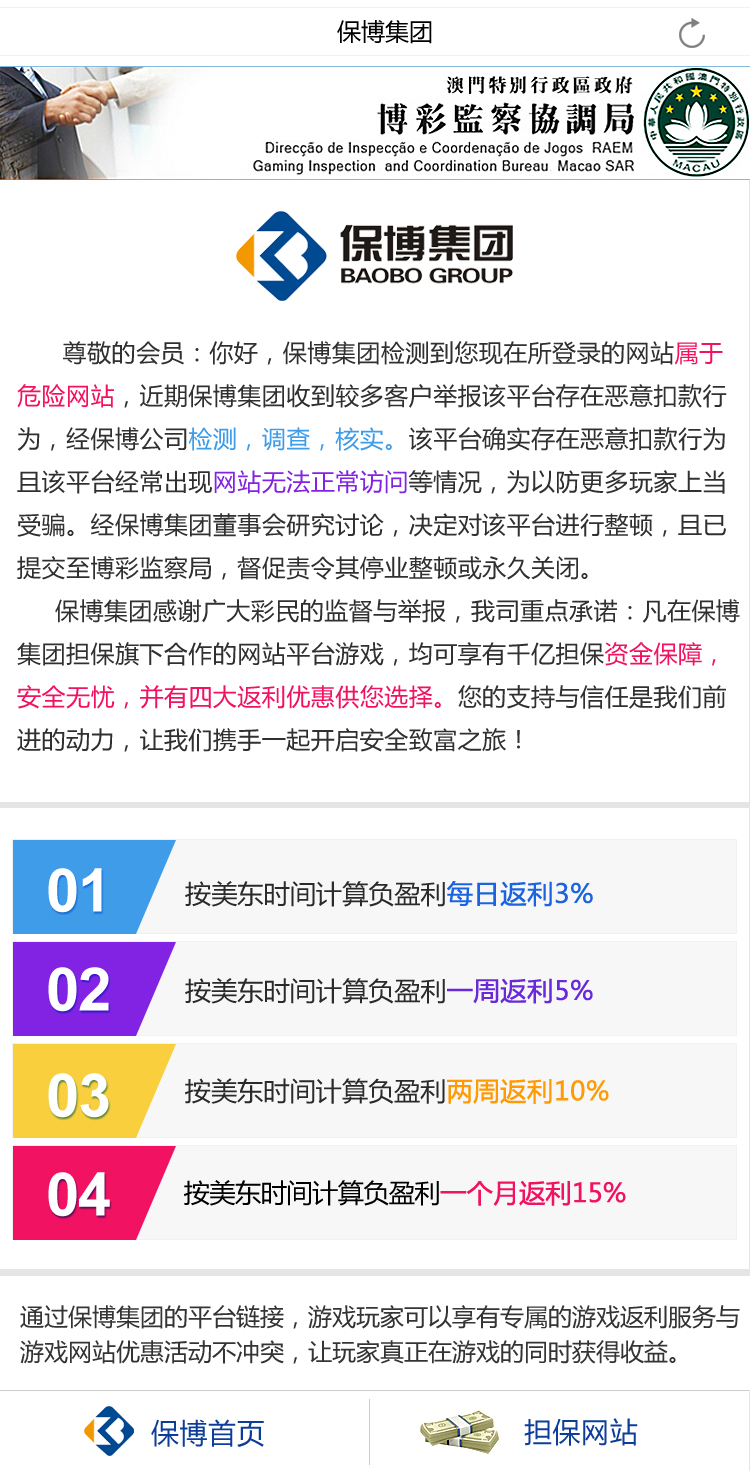 保博集团
澳門特別行政區政府
博彩監察協調局
Direcção de Inspecção e Coordenação de Jogos RAEM
Gaming Inspection and Coordination Bureau Macao SAR
中華人民共和國澳門特別行政區
MACAU
保博集团
BAOBO GROUP
尊敬的会员：你好，保博集团检测到您现在所登录的网站属于
危险网站，近期保博集团收到较多客户举报该平台存在恶意扣款行
为，经保博公司检测，调查，核实。该平台确实存在恶意扣款行为
且该平台经常出现网站无法正常访问等情况，为以防更多玩家上当
受骗。经保博集团董事会研究讨论，决定对该平台进行整顿，且已
提交至博彩监察局，督促责令其停业整顿或永久关闭。
保博集团感谢广大彩民的监督与举报，我司重点承诺：凡在保博
集团担保旗下合作的网站平台游戏，均可享有千亿担保资金保障，
安全无忧，并有四大返利优惠供您选择。您的支持与信任是我们前
进的动力，让我们携手一起开启安全致富之旅！
01 按美东时间计算负盈利每日返利3%
02 按美东时间计算负盈利一周返利5%
03 按美东时间计算负盈利两周返利10%
04 按美东时间计算负盈利一个月返利15%
通过保博集团的平台链接，游戏玩家可以享有专属的游戏返利服务与
游戏网站优惠活动不冲突，让玩家真正在游戏的同时获得收益。
保博首页 担保网站